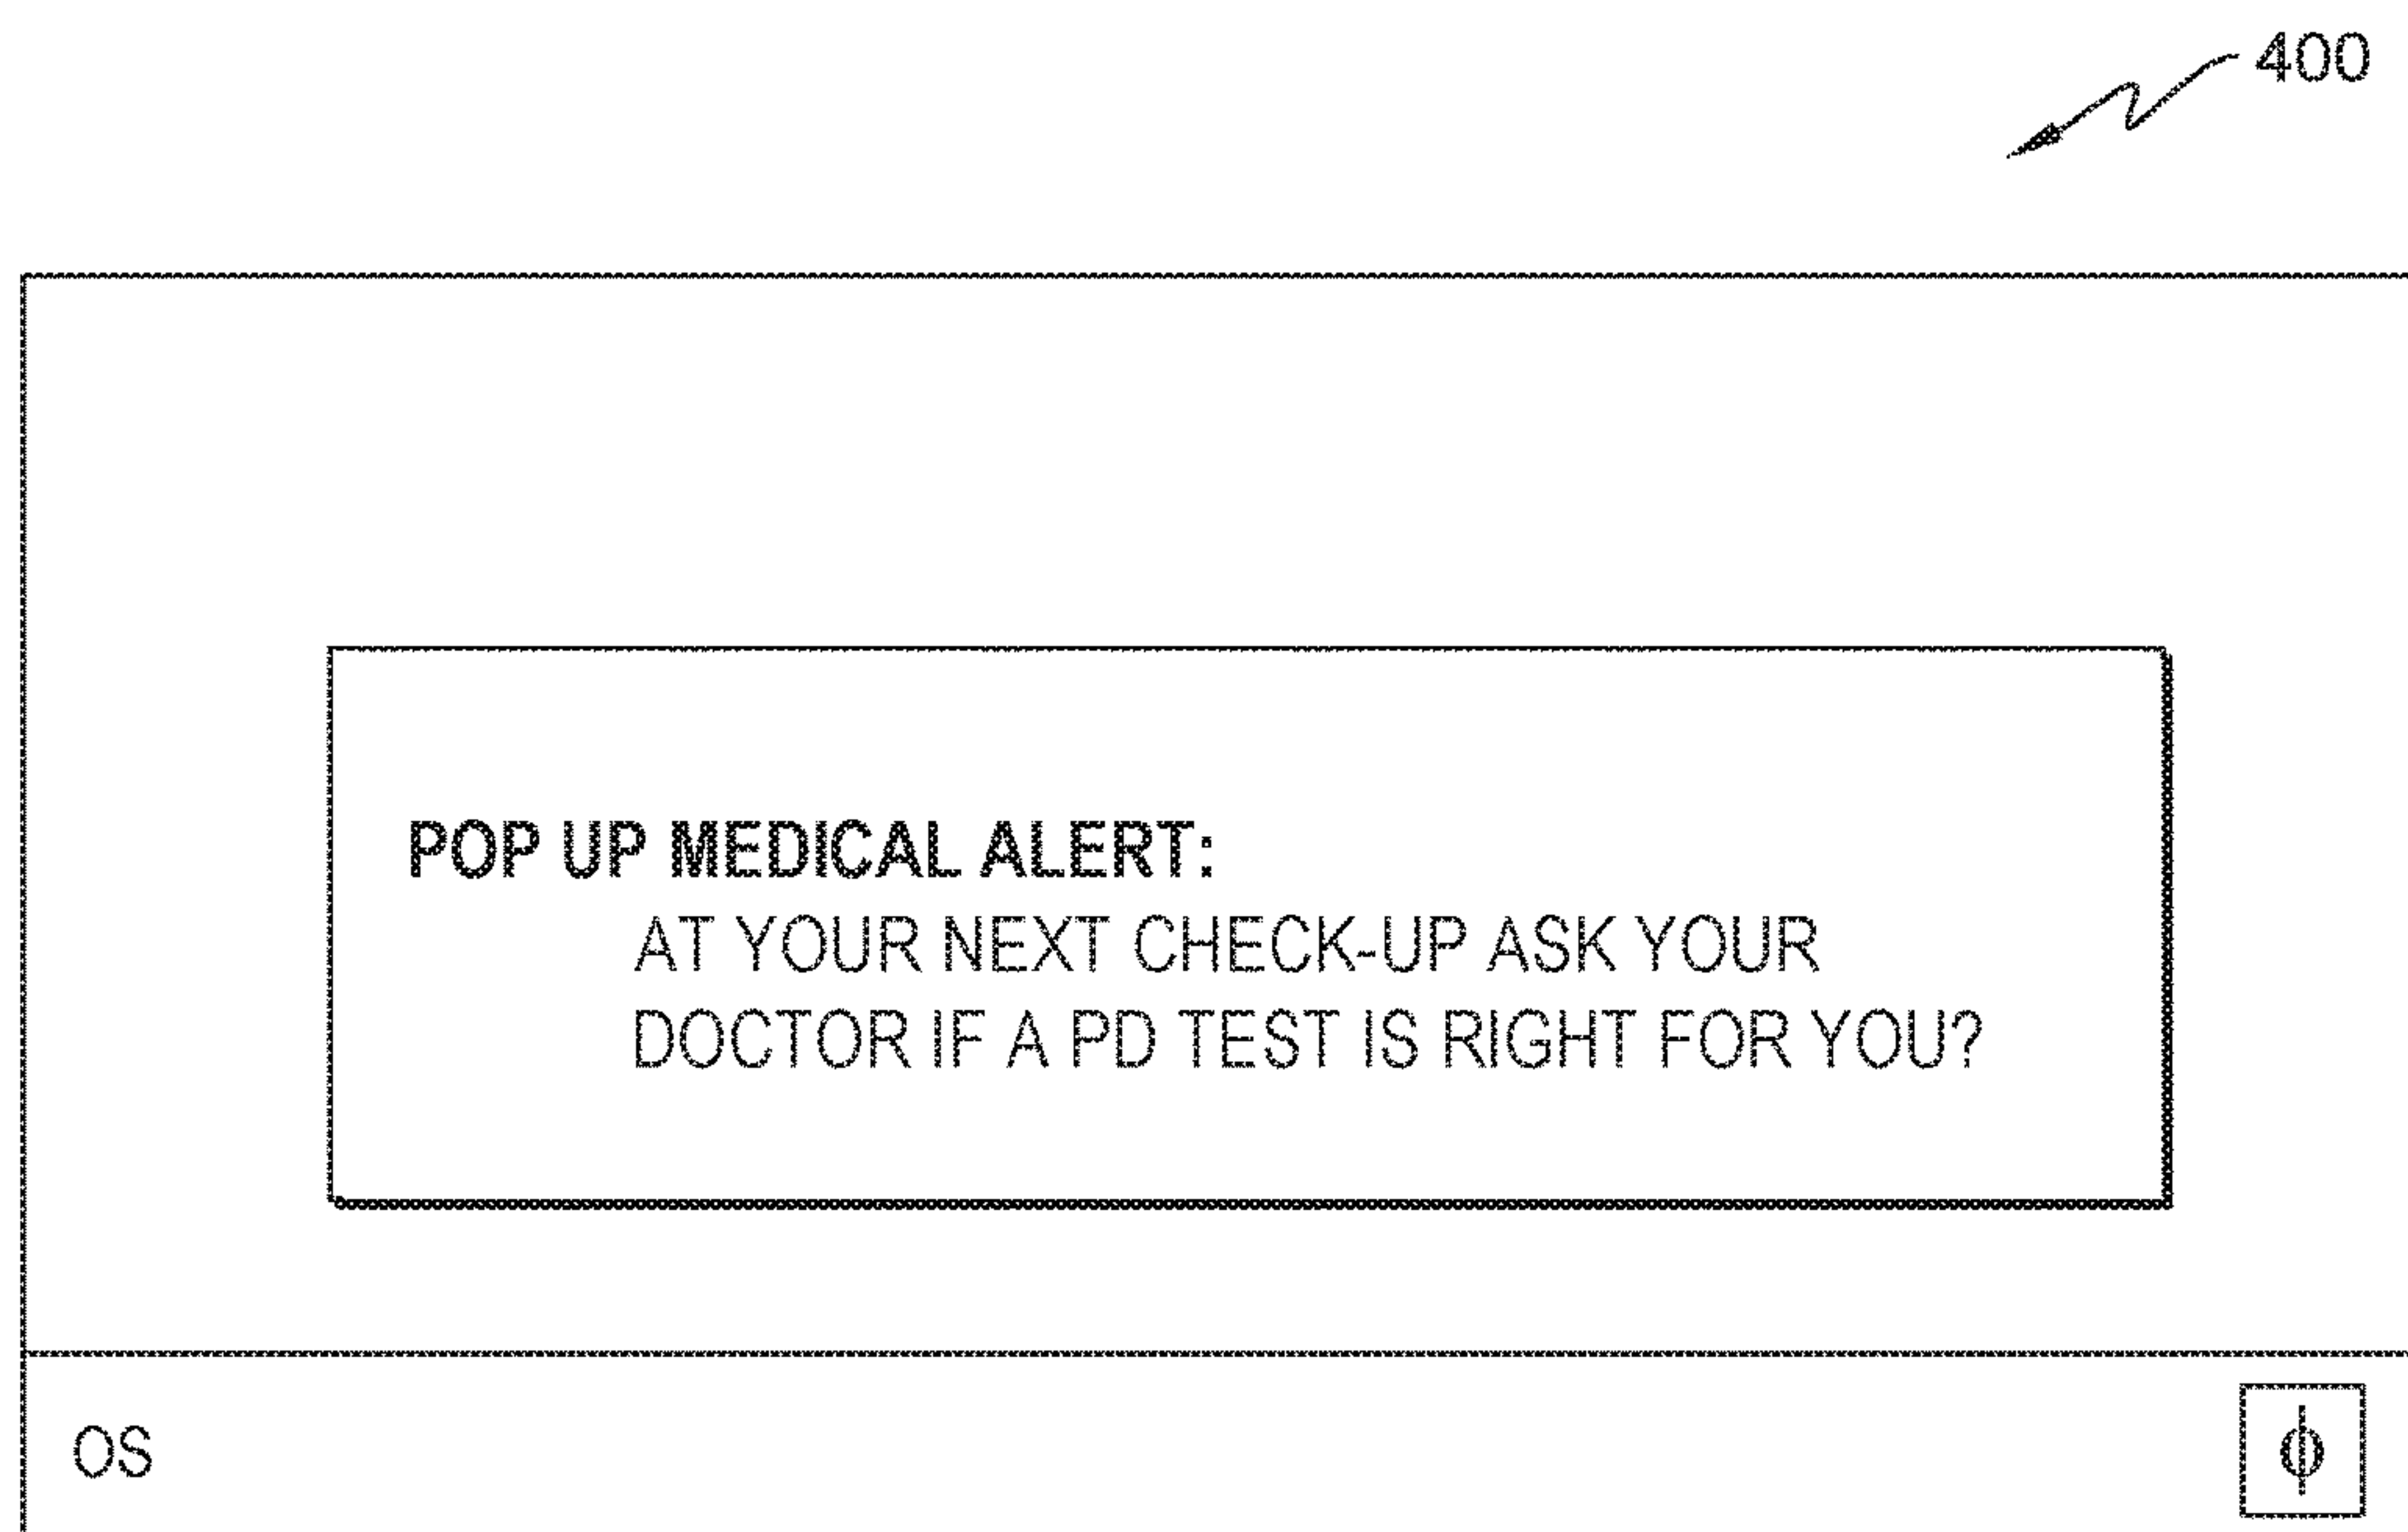 400
POP UP MEDICAL ALERT:
AT YOUR NEXT CHECK-UP ASK YOUR
DOCTOR IF A PD TEST IS RIGHT FOR YOU?
OS
ϕ